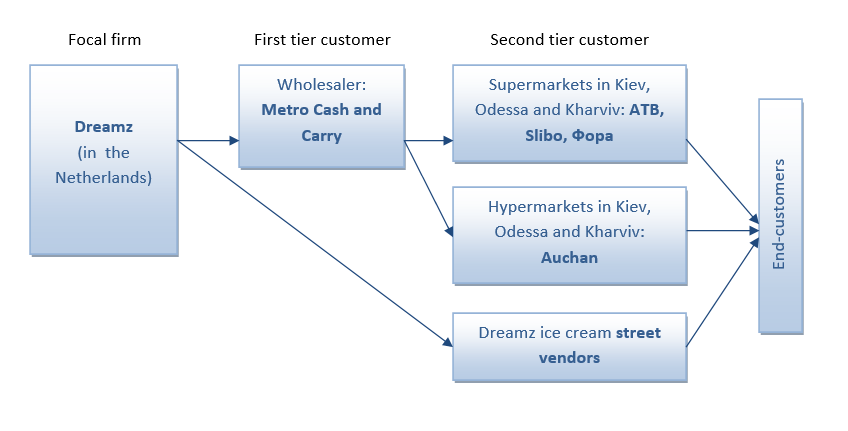 Focal firm
First tier customer
Second tier customer
Dreamz
(in the
Netherlands)
Wholesaler:
Metro Cash and
Carry
Supermarkets in Kiev,
Odessa and Kharviv: ATB,
Slibo, Фора
Hypermarkets in Kiev,
Odessa and Kharviv:
Auchan
Dreamz ice cream street
vendors
End-customers